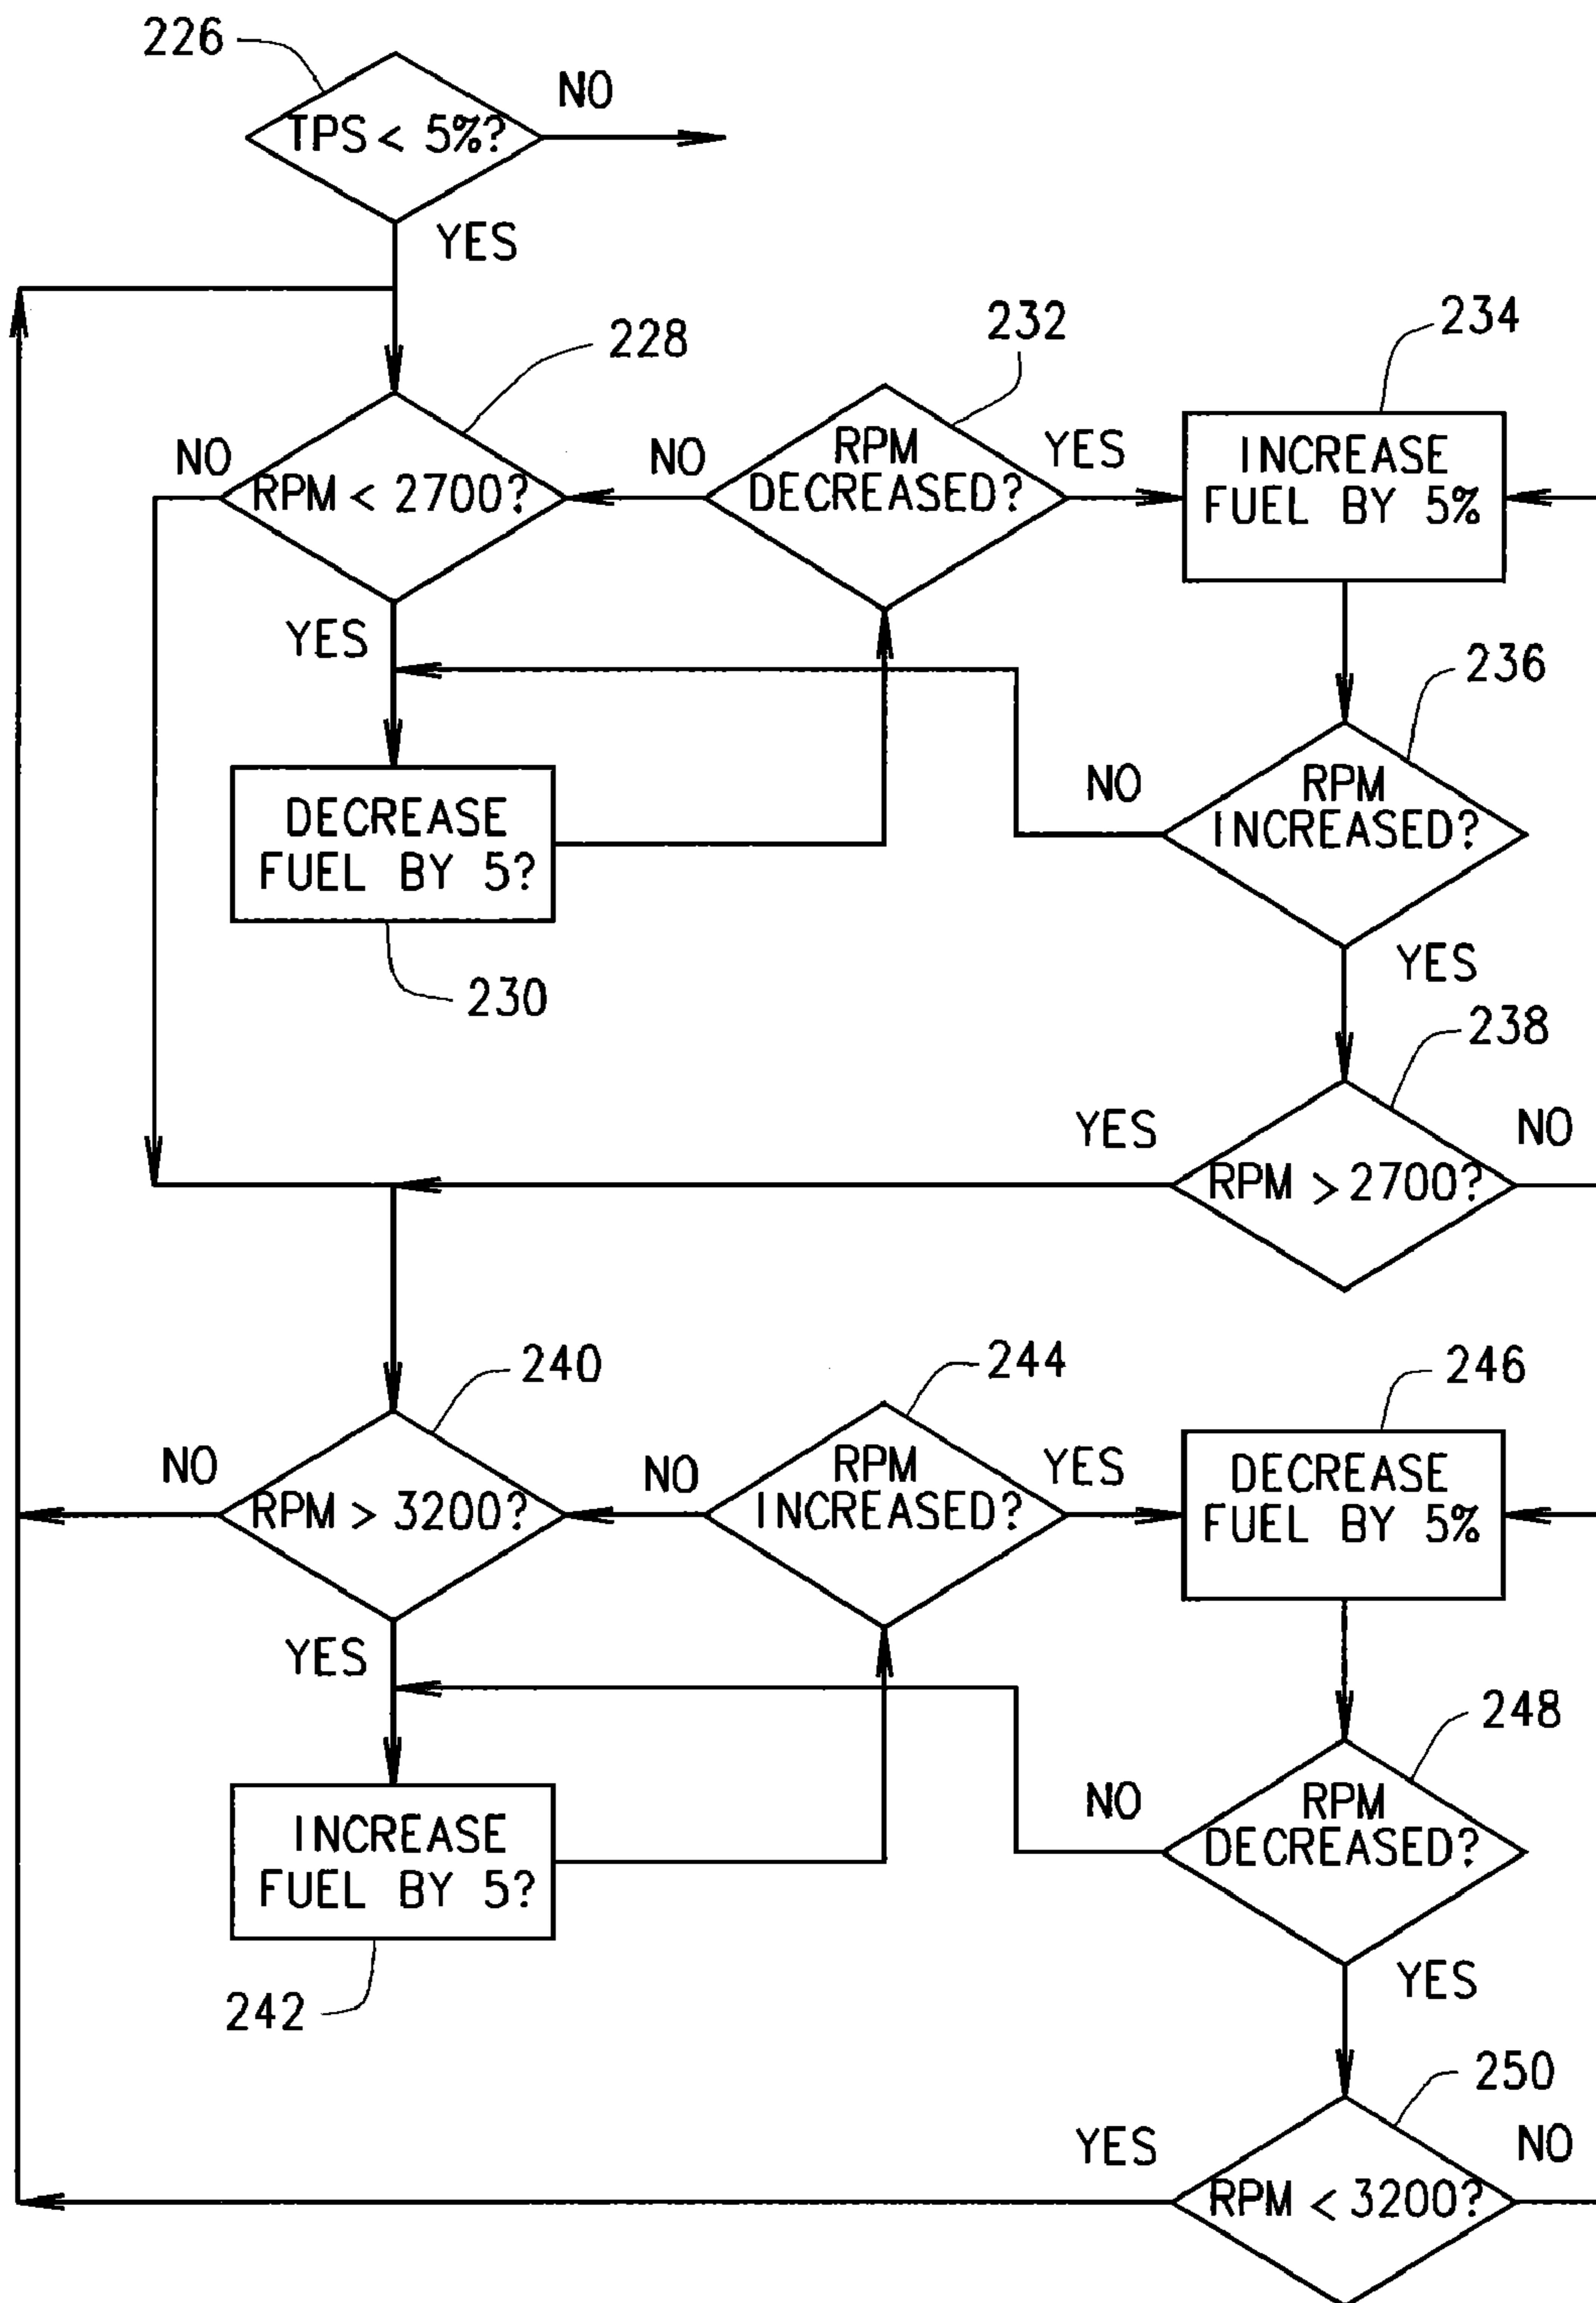 226
NO
TPS < 5%?
YES
228
232
234
NO
RPM < 2700?
NO
RPM
DECREASED?
YES
INCREASE
FUEL BY 5%
YES
236
DECREASE
FUEL BY 5?
230
NO
RPM
INCREASED?
YES
238
YES
RPM > 2700?
NO
240
244
246
NO
RPM > 3200?
NO
RPM
INCREASED?
YES
DECREASE
FUEL BY 5%
YES
248
INCREASE
FUEL BY 5?
242
NO
RPM
DECREASED?
YES
250
YES
RPM < 3200?
NO